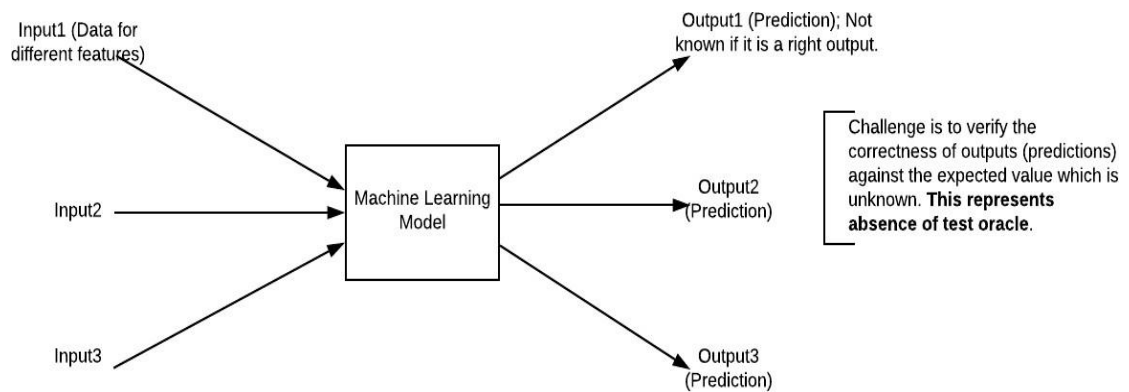 Input1 (Data for
different features)
Output1 (Prediction); Not
known if it is a right output.
Challenge is to verify the
correctness of outputs (predictions)
against the expected value which is
unknown. This represents
absence of test oracle.
Machine Learning
Model
Input2
Output2
(Prediction)
Input3
Output3
(Prediction)